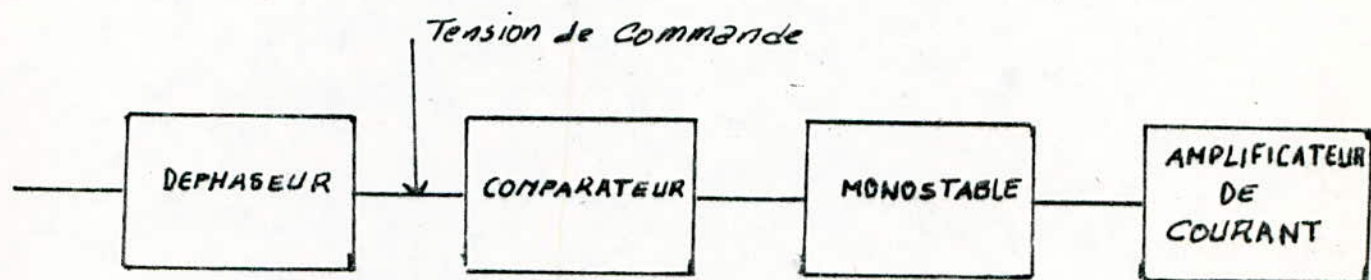 Tension de Commande
DEPHASEUR
COMPARATEUR
MONOSTABLE
AMPLIFICATEUR
DE
COURANT